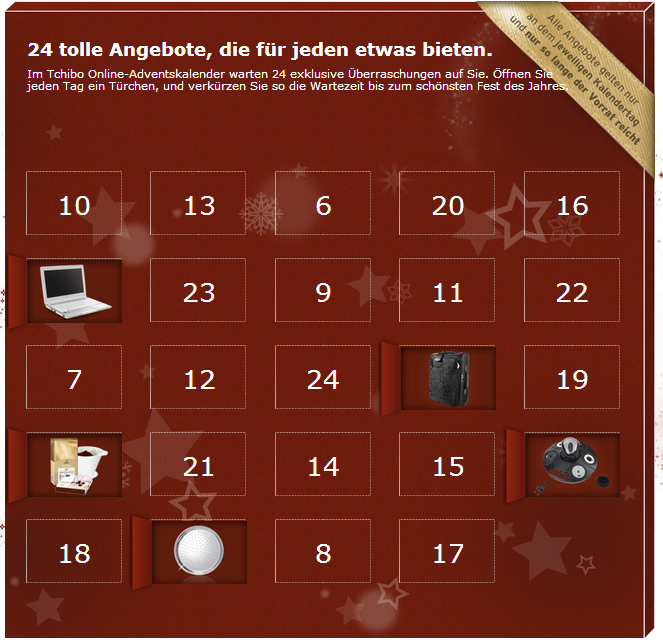 24 tolle Angebote, die für jeden etwas bieten.
Im Tchibo Online-Adventskalender warten 24 exklusive Überraschungen auf Sie. Öffnen Sie
jeden Tag ein Türchen, und verkürzen Sie so die Wartezeit bis zum schönsten Fest des Jahres.
Alle Angebote gelten nur
an dem jeweiligen Kalendertag
und nur so lange der Vorrat reicht
10 13 6 20 16
23 9 11 22
7 12 24 19
21 14 15
18 8 17